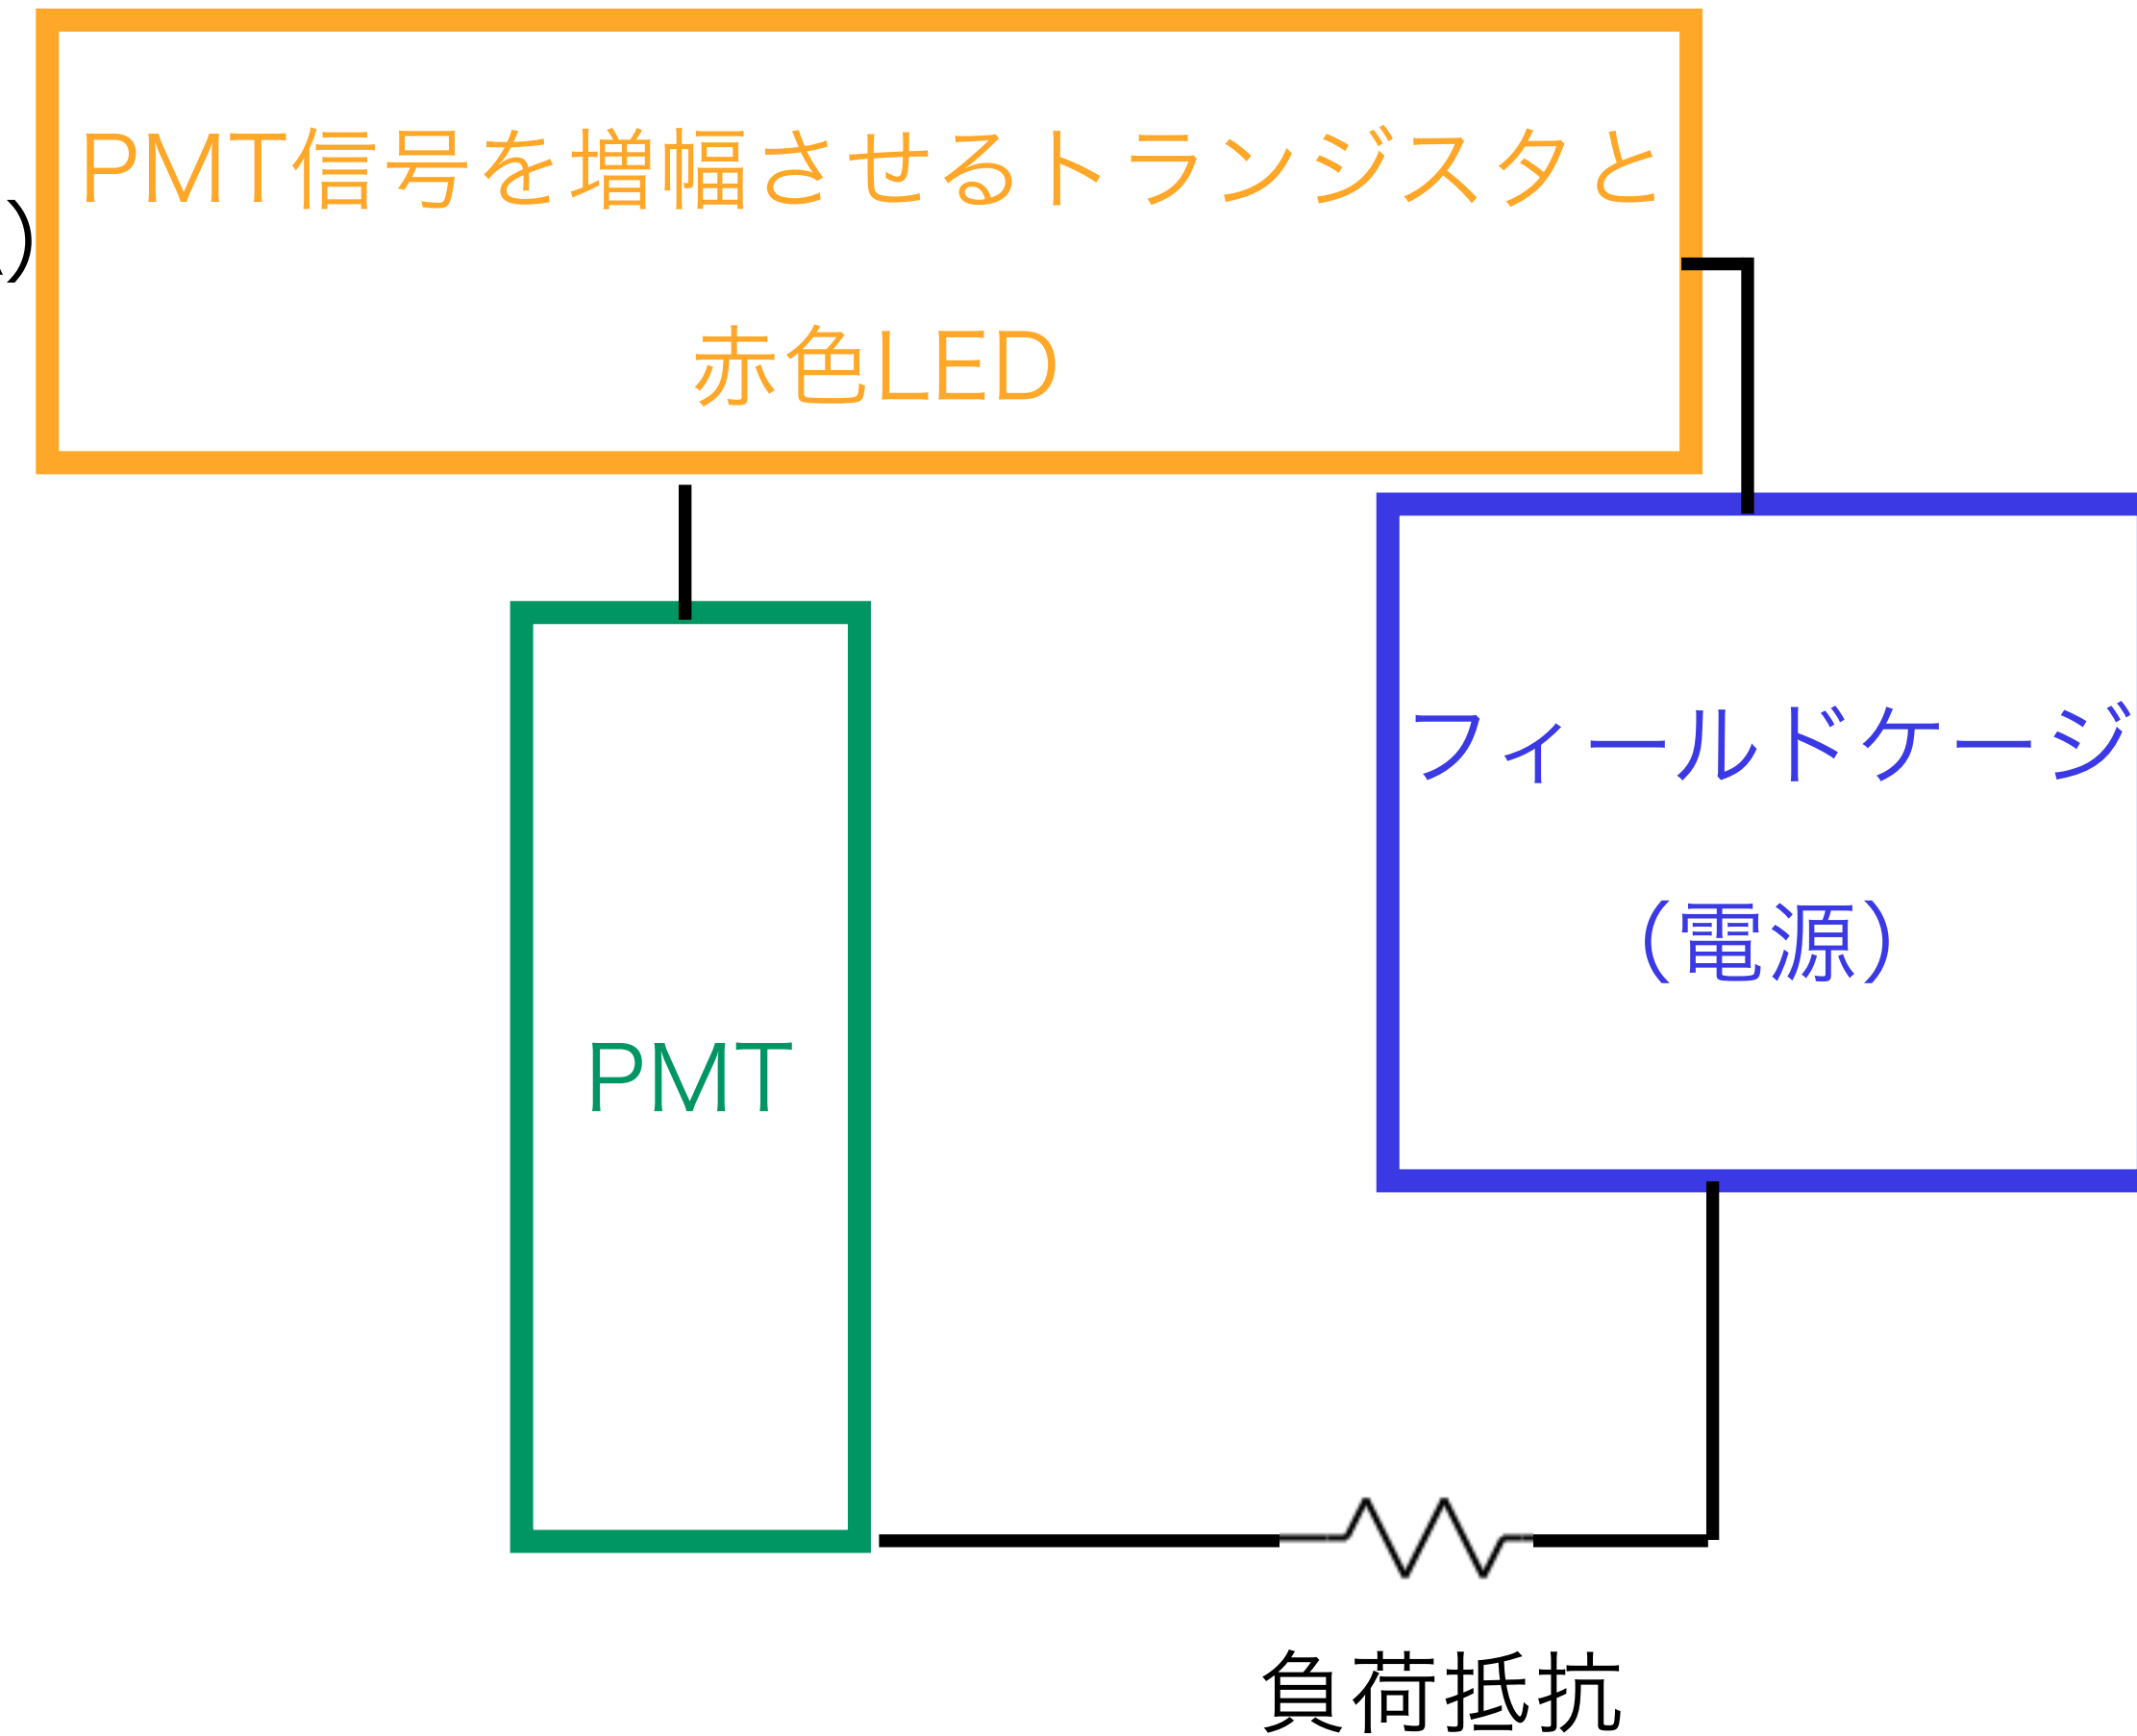 PMT信号を増幅させるトランジスタと
)
赤色LED
フィールドケージ
(電源)
PMT
負荷抵抗